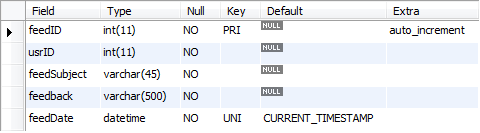 Field Type Null Key Default Extra
feedID int(11) NO PRI NULL auto_increment
usrID int(11) NO NULL
feedSubject varchar(45) NO NULL
feedback varchar(500) NO NULL
feedDate datetime NO UNI CURRENT_TIMESTAMP